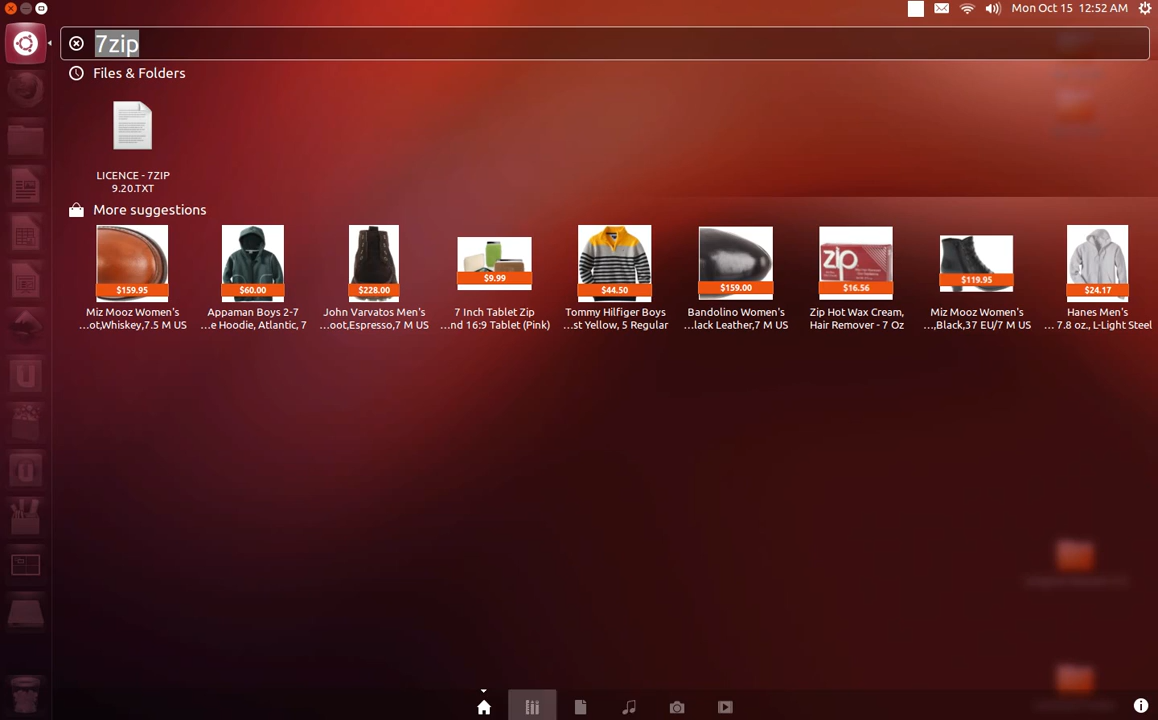 Mon Oct 15 12:52 AM
7zip
Files & Folders
LICENCE - 7ZIP
9.20.TXT
More suggestions
$159.95
$60.00
$228.00
$9.99
$44.50
zip
$159.00
$16.56
$119.95
$24.17
Miz Mooz Women's
...ot,Whiskey,7.5 M US
Appaman Boys 2-7
...e Hoodie, Atlantic, 7
John Varvatos Men's
...oot,Espresso,7 M US
7 Inch Tablet Zip
...nd 16:9 Tablet (Pink)
Tommy Hilfiger Boys
...st Yellow, 5 Regular
Bandolino Women's
...lack Leather,7 M US
Zip Hot Wax Cream,
Hair Remover - 7 Oz
Miz Mooz Women's
...,Black,37 EU/7 M US
Hanes Men's
... 7.8 oz., L-Light Steel